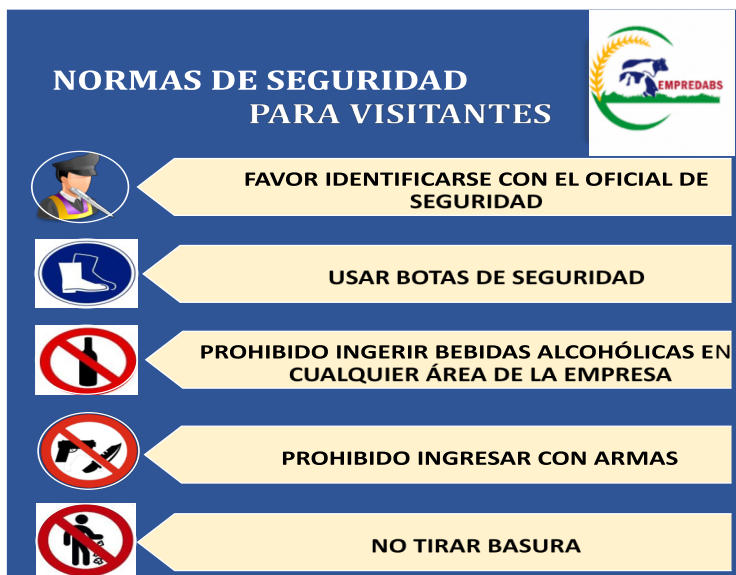 NORMAS DE SEGURIDAD
PARA VISITANTES
EMPREDABS
FAVOR IDENTIFICARSE CON EL OFICIAL DE
SEGURIDAD
USAR BOTAS DE SEGURIDAD
PROHIBIDO INGERIR BEBIDAS ALCOHÓLICAS EN
CUALQUIER ÁREA DE LA EMPRESA
PROHIBIDO INGRESAR CON ARMAS
NO TIRAR BASURA